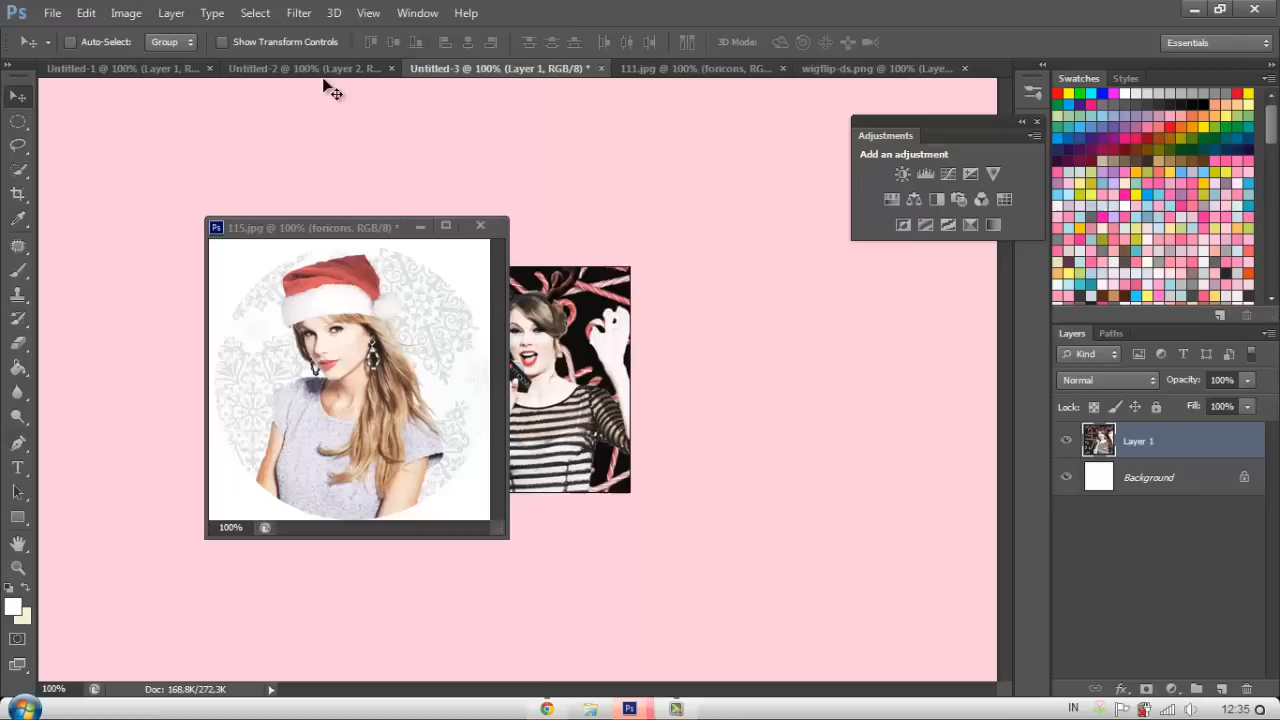 Ps File Edit Image Layer Type Select Filter 3D View Window Help
Auto-Select: Group Show Transform Controls 3D Mode: Essentials
Untitled-1 @ 100% (Layer 1, R... × Untitled-2 @ 100% (Layer 2, R... × Untitled-3 @ 100% (Layer 1, RGB/8) * × 111.jpg @ 100% (foricons, RG... × wigflip-ds.png @ 100% (Laye... ×
Swatches Styles
Adjustments
Add an adjustment
Ps 115.jpg @ 100% (foricons, RGB/8) *
100%
Layers Paths
Kind
Normal Opacity: 100%
Lock: Fill: 100%
Layer 1
Background
100% Doc: 168,8K/272,3K
Ps IN 12:35